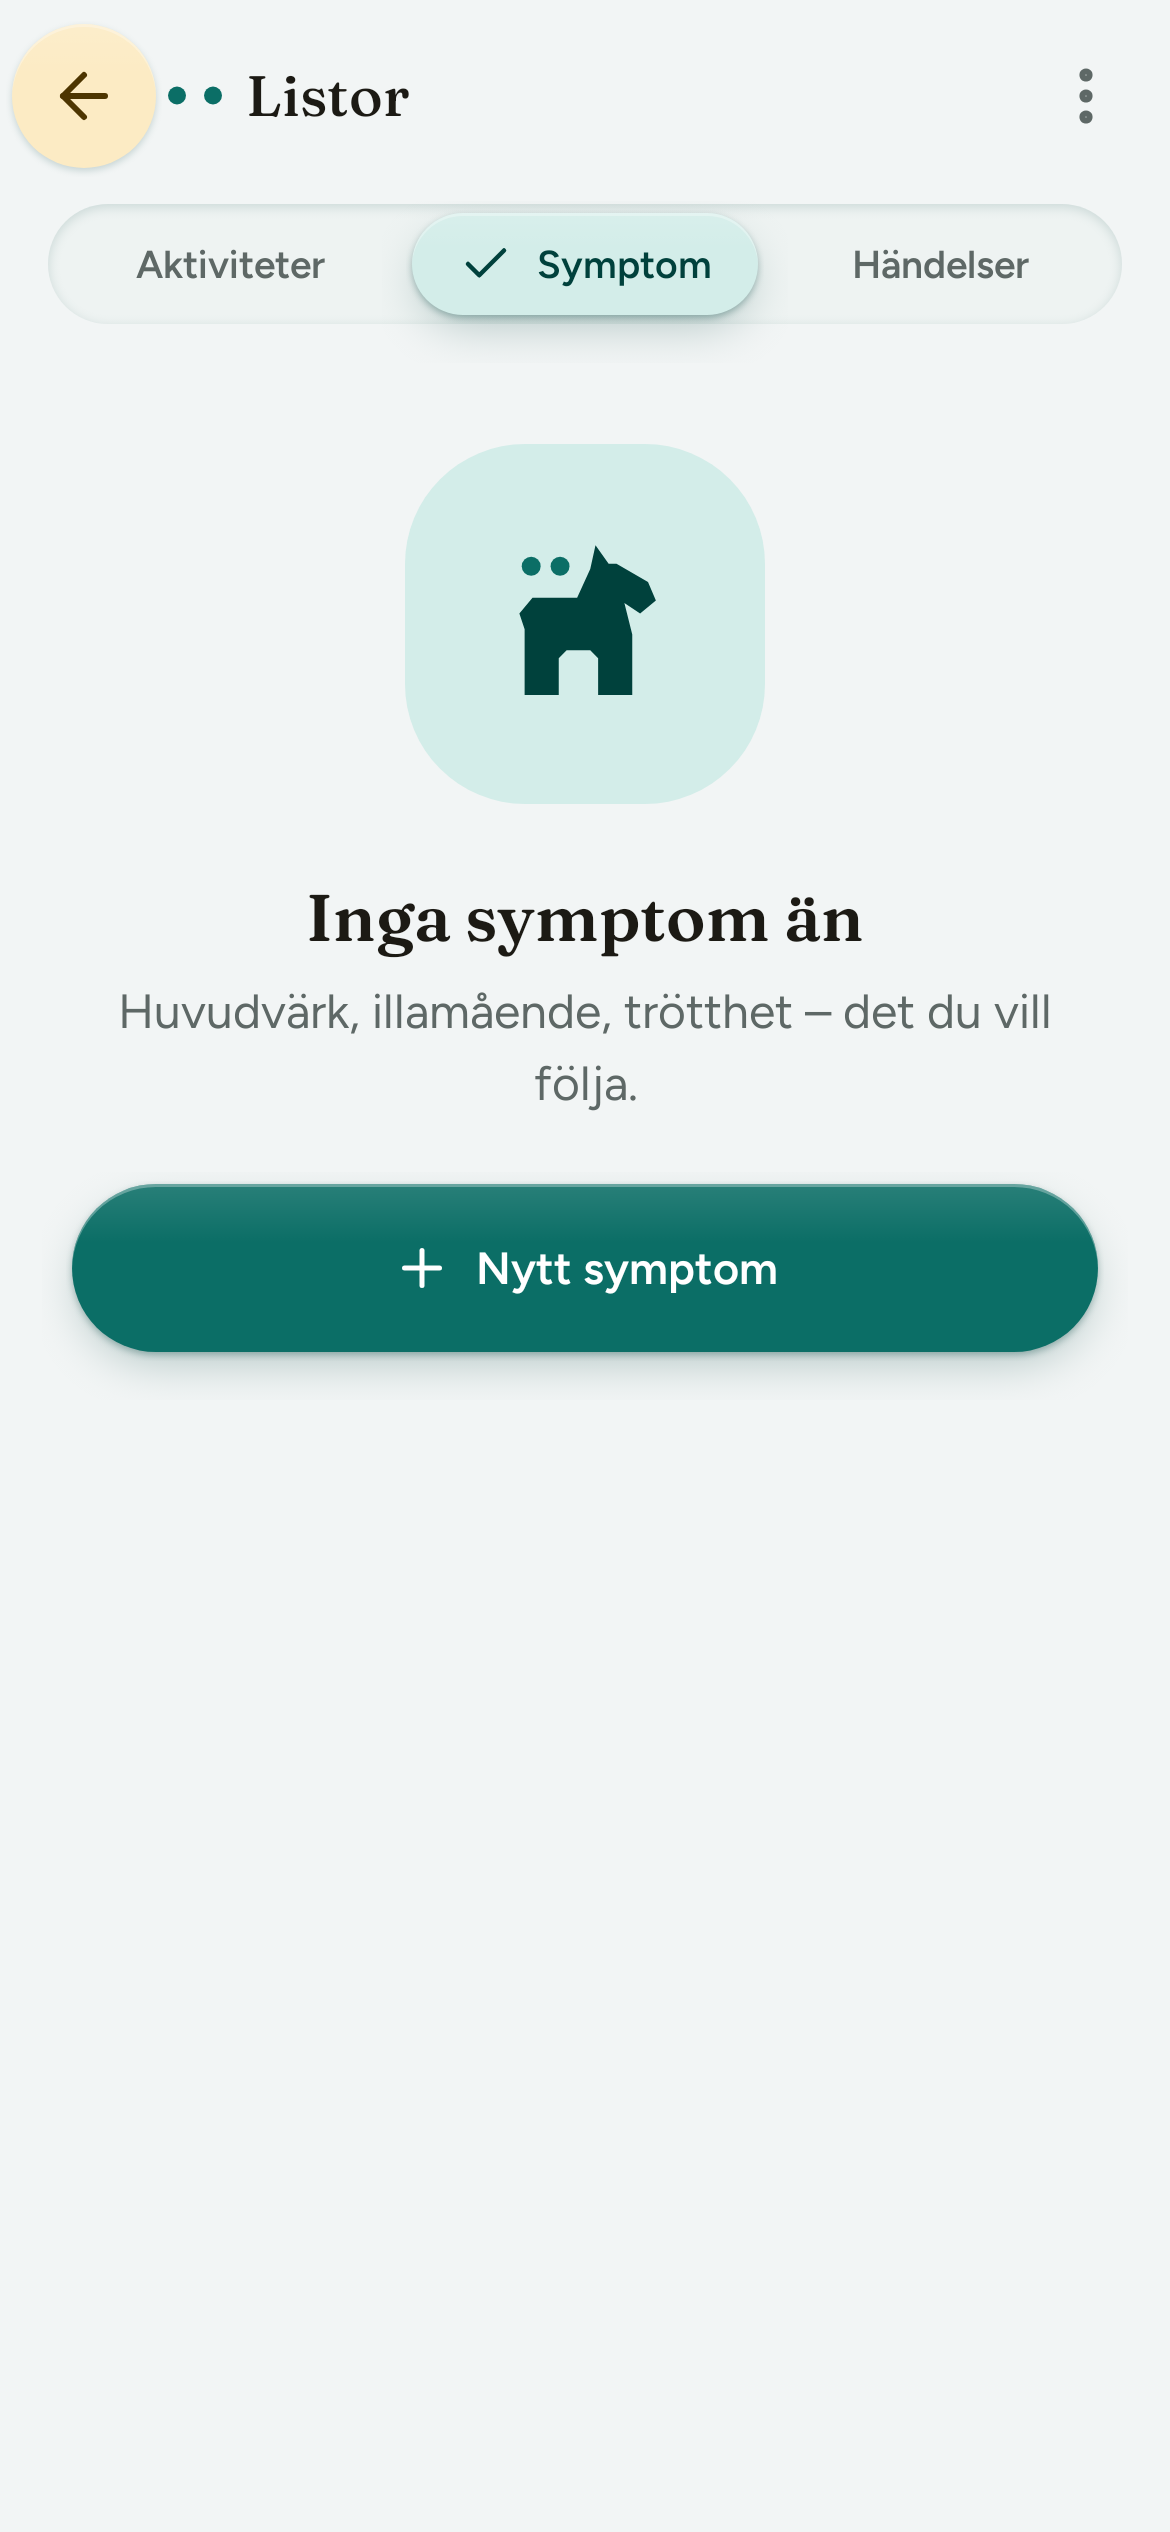 Listor
Aktiviteter
Symptom
Händelser
Inga symptom än
Huvudvärk, illamående, trötthet – det du vill
följa.
Nytt symptom